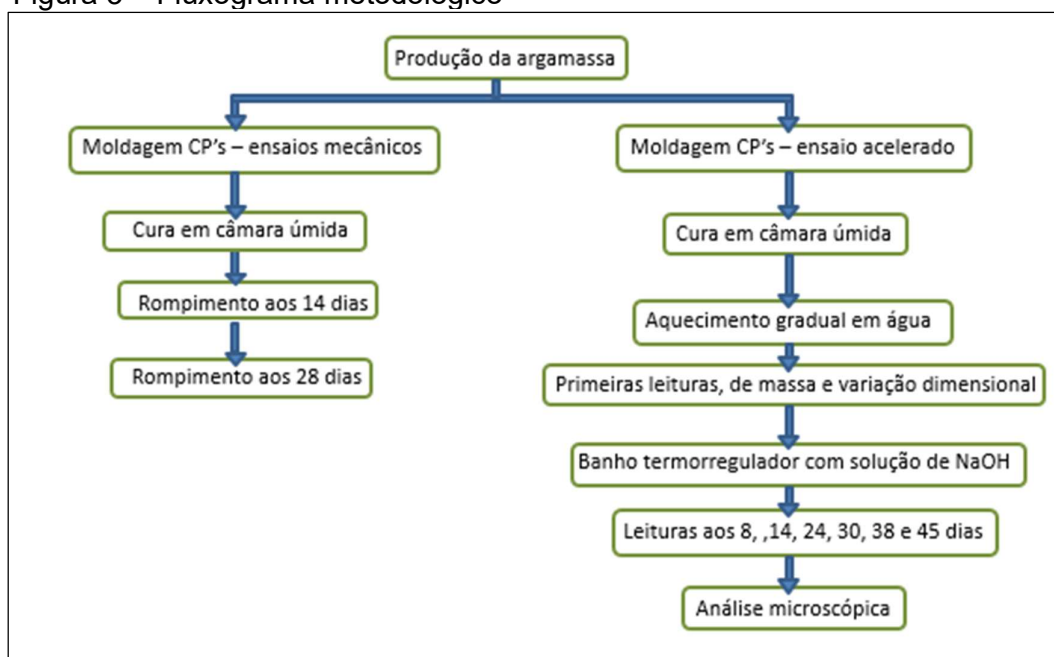 Produção da argamassa
Moldagem CP's – ensaios mecânicos
Cura em câmara úmida
Rompimento aos 14 dias
Rompimento aos 28 dias
Moldagem CP's – ensaio acelerado
Cura em câmara úmida
Aquecimento gradual em água
Primeiras leituras, de massa e variação dimensional
Banho termorregulador com solução de NaOH
Leituras aos 8, ,14, 24, 30, 38 e 45 dias
Análise microscópica